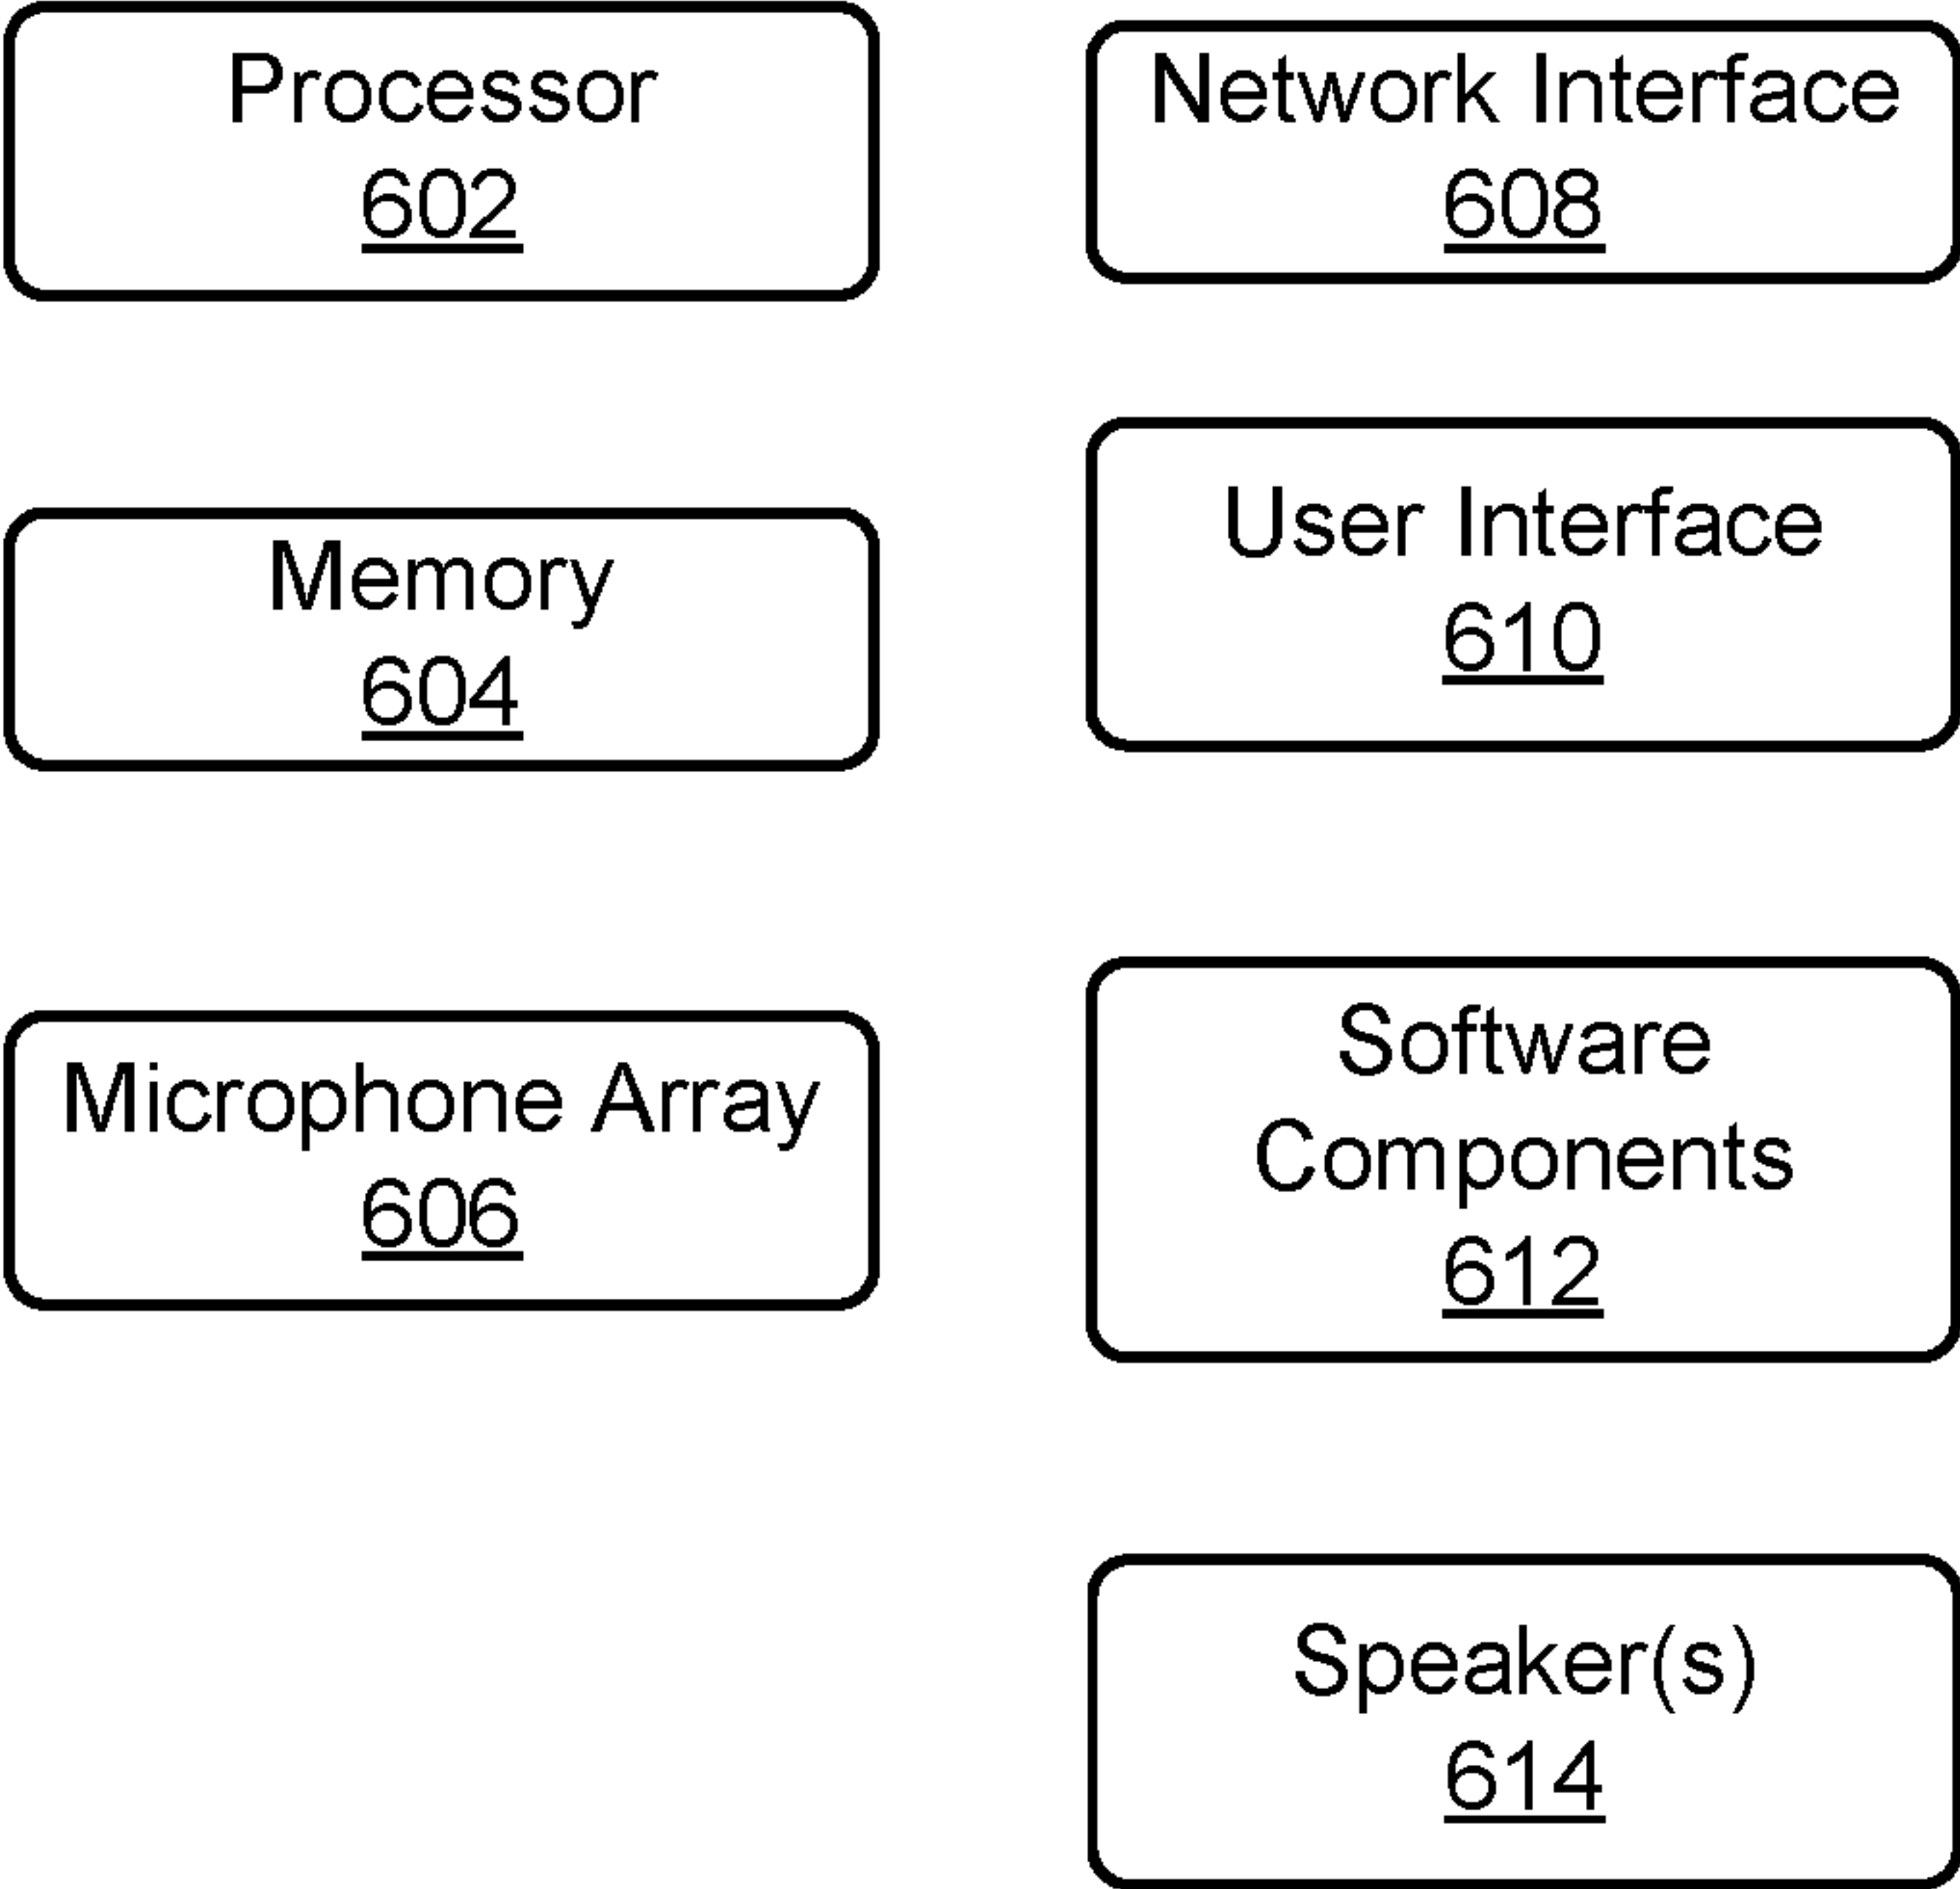 Processor
602
Memory
604
Microphone Array
606
Network Interface
608
User Interface
610
Software
Components
612
Speaker(s)
614